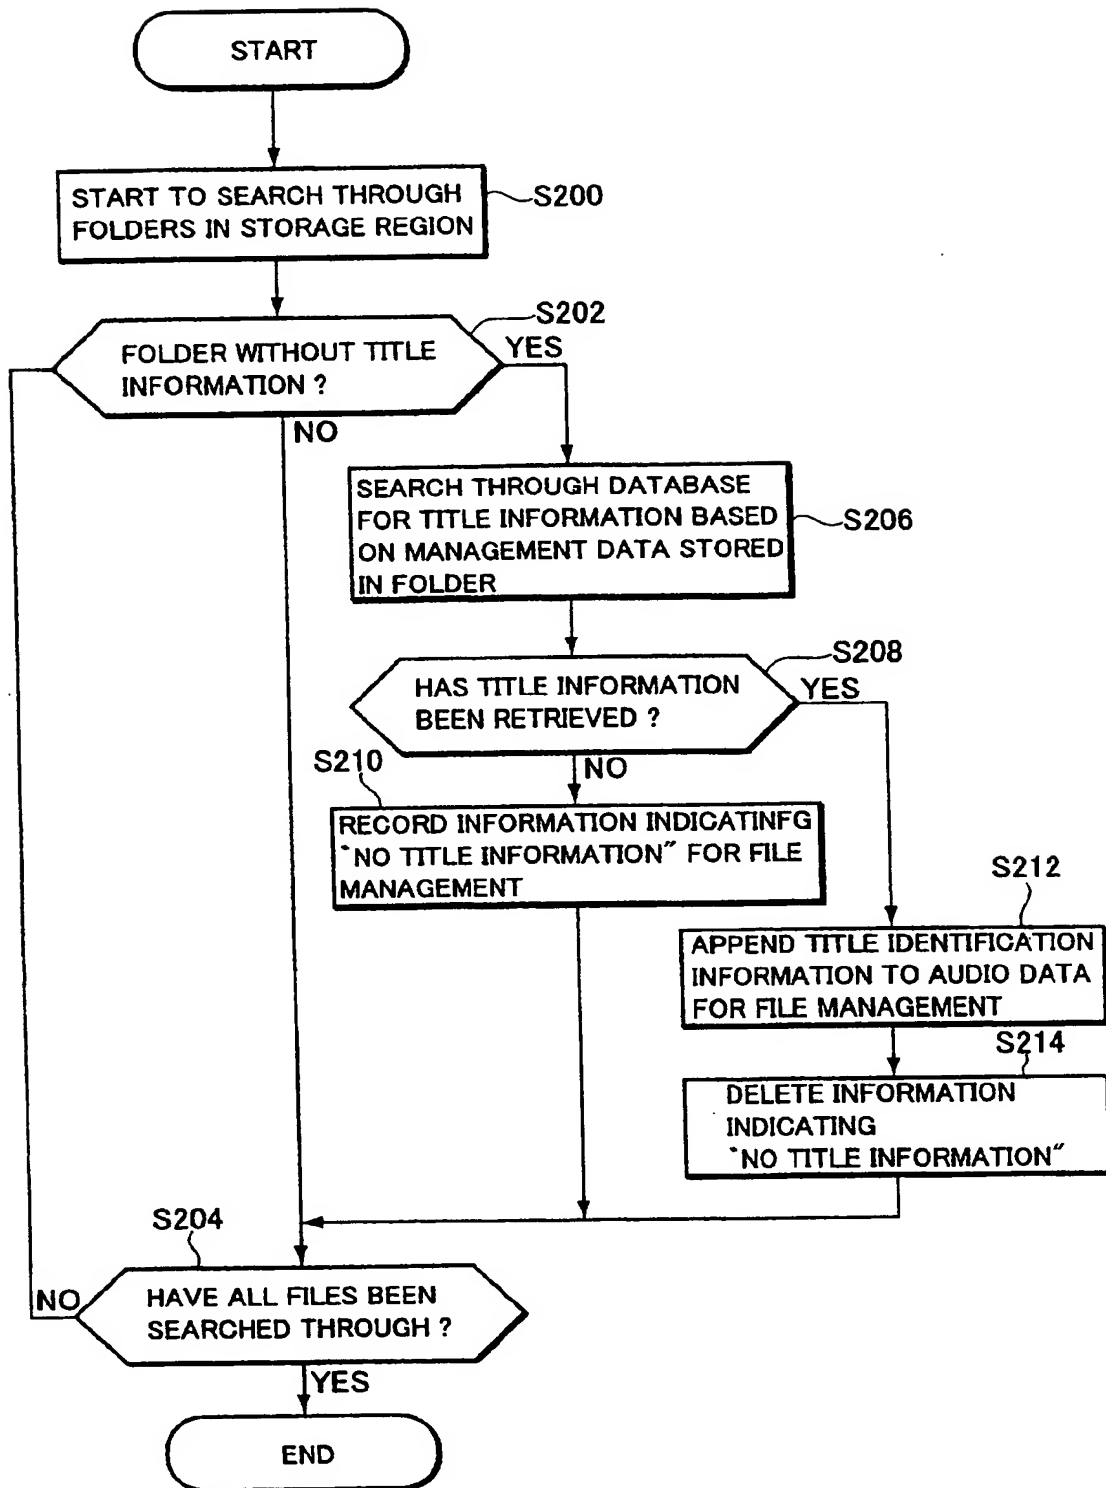 START
START TO SEARCH THROUGH
FOLDERS IN STORAGE REGION
S200
S202
FOLDER WITHOUT TITLE
INFORMATION ?
YES
NO
SEARCH THROUGH DATABASE
FOR TITLE INFORMATION BASED
ON MANAGEMENT DATA STORED
IN FOLDER
S206
S208
HAS TITLE INFORMATION
BEEN RETRIEVED ?
YES
NO
S210
RECORD INFORMATION INDICATINFG
“NO TITLE INFORMATION” FOR FILE
MANAGEMENT
S212
APPEND TITLE IDENTIFICATION
INFORMATION TO AUDIO DATA
FOR FILE MANAGEMENT
S214
DELETE INFORMATION
INDICATING
“NO TITLE INFORMATION”
S204
HAVE ALL FILES BEEN
SEARCHED THROUGH ?
NO
YES
END